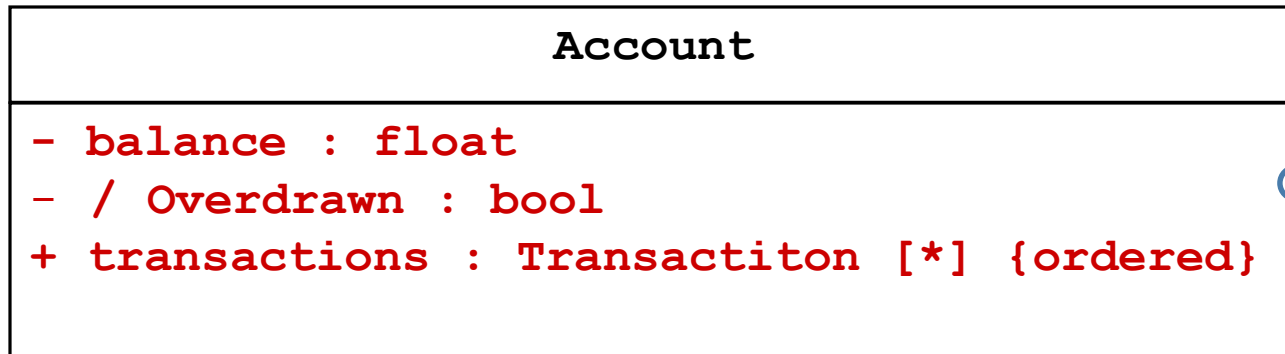 Account
- balance : float
- / Overdrawn : bool
+ transactions : Transactiton [*] {ordered}